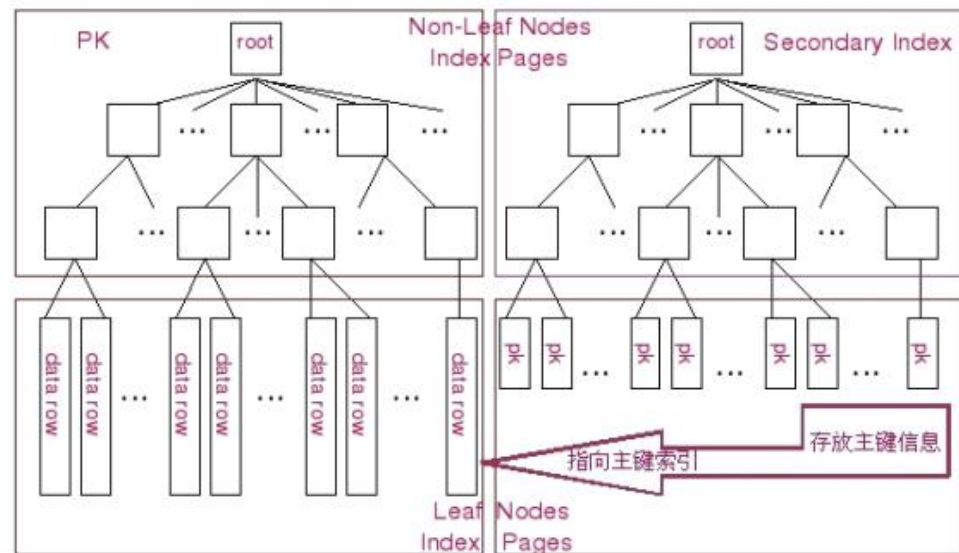 PK
root
Non-Leaf Nodes
Index Pages
root
Secondary Index
...
...
...
...
...
...
...
...
...
...
...
...
data row
data row
...
data row
data row
...
data row
data row
...
data row
pk
pk
...
pk
pk
...
pk
pk
...
pk
存放主键信息
指向主键索引
Leaf Nodes
Index Pages